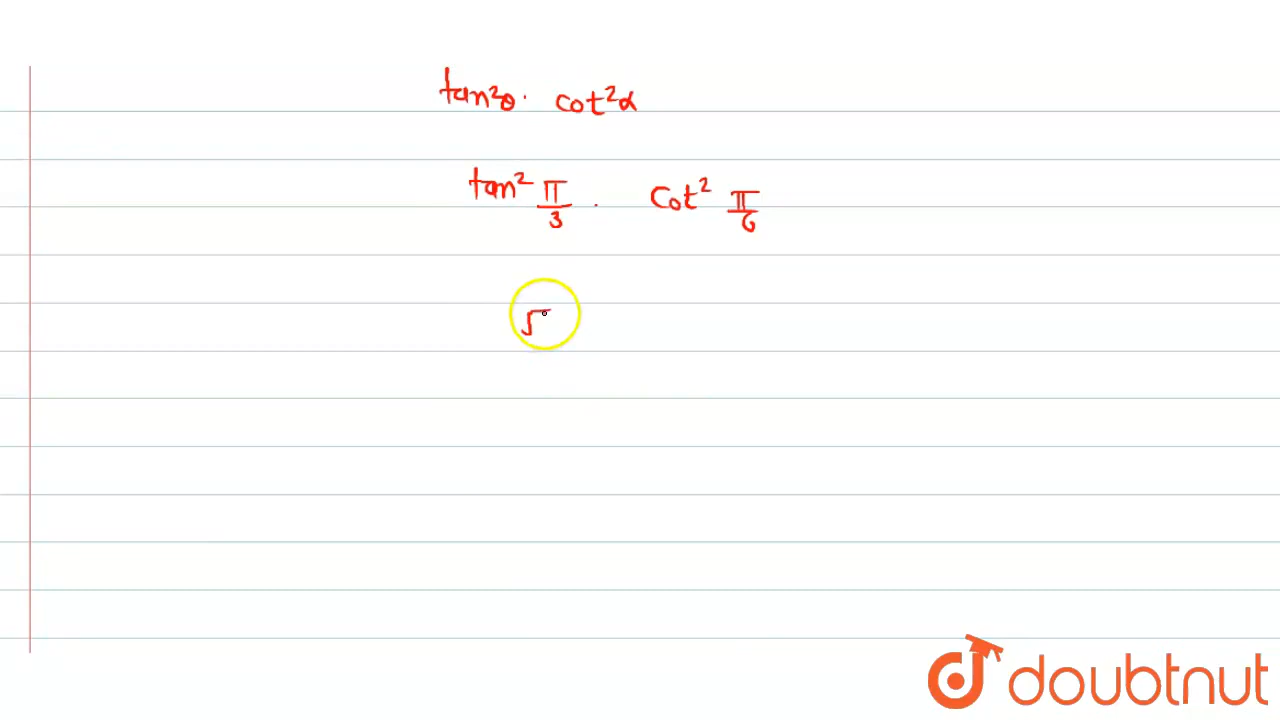 tan²θ. cot²α
tan² π/3 . cot² π/6
√
doubtnut